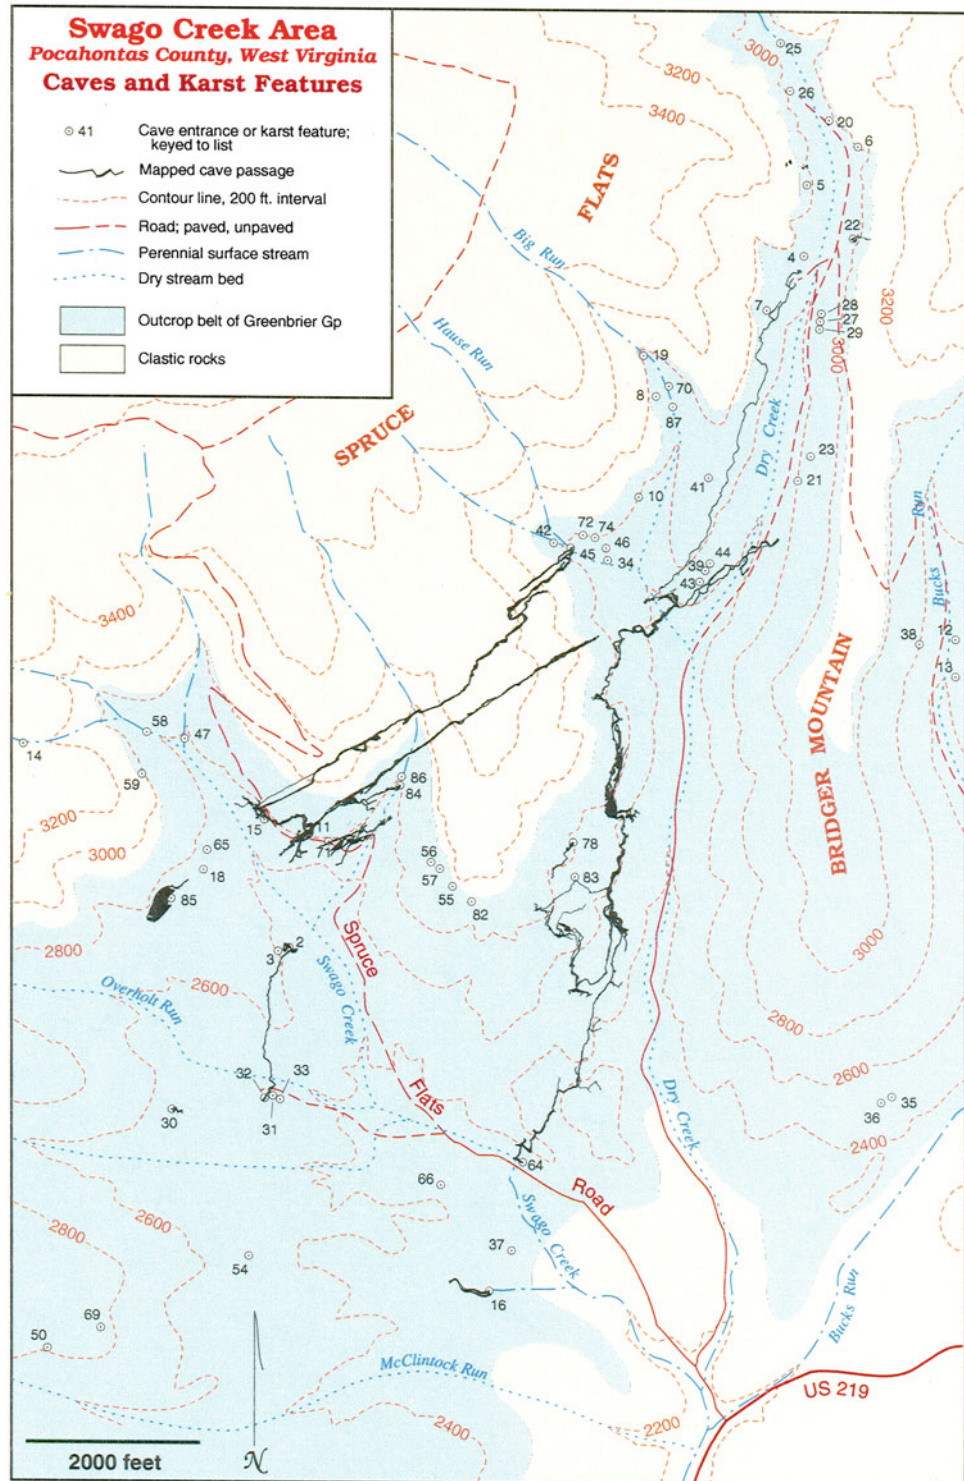 Swago Creek Area
Pocahontas County, West Virginia
Caves and Karst Features
41 Cave entrance or karst feature;
keyed to list
Mapped cave passage
Contour line, 200 ft. interval
Road; paved, unpaved
Perennial surface stream
Dry stream bed
Outcrop belt of Greenbrier Gp
Clastic rocks
3000
25
3200
26
3400
20
6
FLATS
5
22
Big Run
4
3200
7
28
27
29
3000
Hause Run
19
70
8
87
SPRUCE
Dry Creek
23
41
21
10
Bucks Run
72
74
42
46
45
34
44
39
43
3400
12
38
13
58
47
14
BRIDGER MOUNTAIN
59
86
84
3200
15
11
77
3000
65
56
78
18
57
83
85
55
82
2800
2
3
Spruce
3000
2600
Swago Creek
Overholt Run
2800
2600
32
33
Flats
Dry Creek
35
30
31
36
2400
64
66
Road
2600
2800
Swago Creek
37
54
16
Bucks Run
69
50
McClintock Run
US 219
2400
2200
2000 feet
N